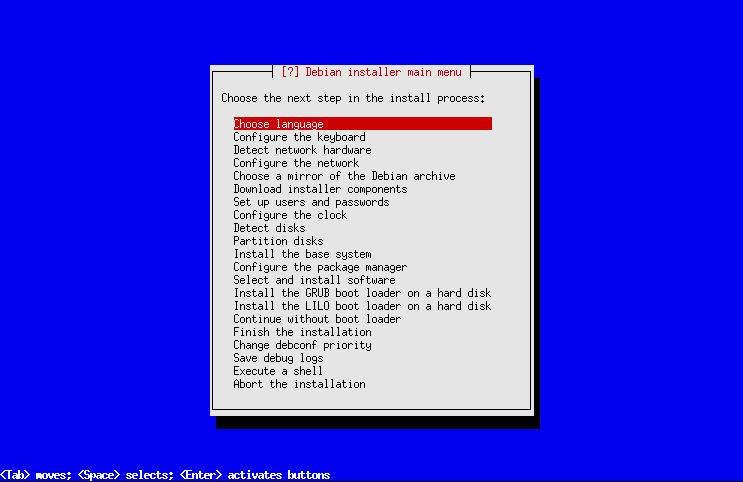 [?] Debian installer main menu
Choose the next step in the install process:
Choose language
Configure the keyboard
Detect network hardware
Configure the network
Choose a mirror of the Debian archive
Download installer components
Set up users and passwords
Configure the clock
Detect disks
Partition disks
Install the base system
Configure the package manager
Select and install software
Install the GRUB boot loader on a hard disk
Install the LILO boot loader on a hard disk
Continue without boot loader
Finish the installation
Change debconf priority
Save debug logs
Execute a shell
Abort the installation
<Tab> moves; <Space> selects; <Enter> activates buttons